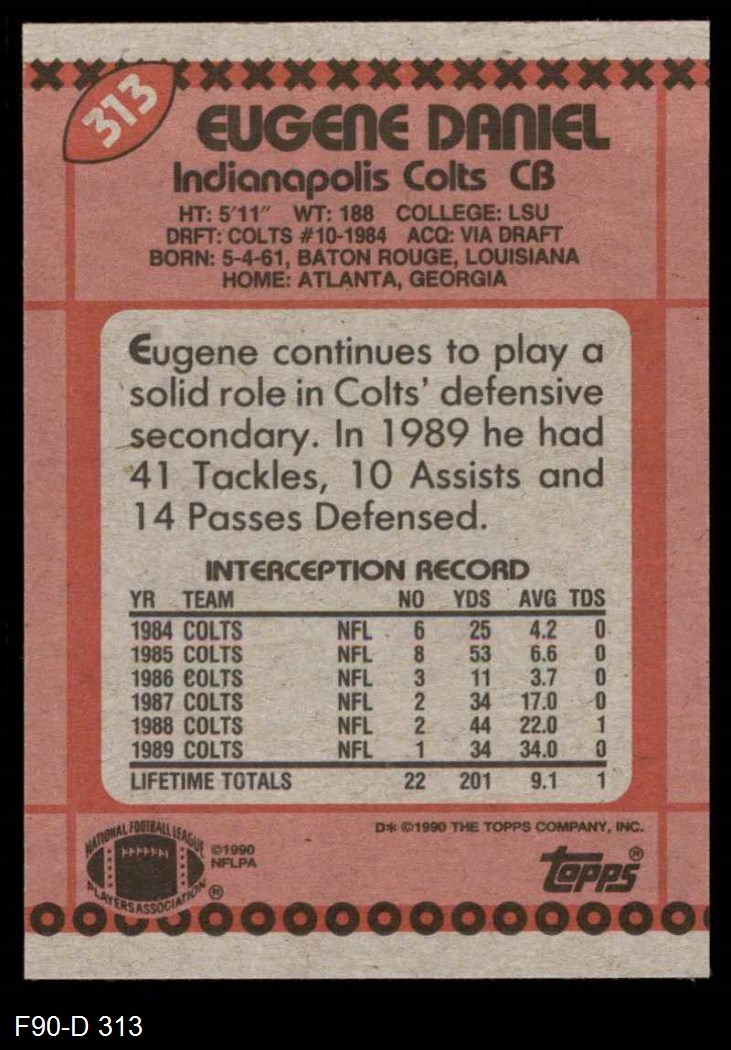 313
EUGENE DANIEL
Indianapolis Colts CB
HT: 5'11" WT: 188 COLLEGE: LSU
DRFT: COLTS #10-1984 ACQ: VIA DRAFT
BORN: 5-4-61, BATON ROUGE, LOUISIANA
HOME: ATLANTA, GEORGIA
Eugene continues to play a
solid role in Colts' defensive
secondary. In 1989 he had
41 Tackles, 10 Assists and
14 Passes Defensed.
INTERCEPTION RECORD
YR TEAM NO YDS AVG TDS
1984 COLTS NFL 6 25 4.2 0
1985 COLTS NFL 8 53 6.6 0
1986 COLTS NFL 3 11 3.7 0
1987 COLTS NFL 2 34 17.0 0
1988 COLTS NFL 2 44 22.0 1
1989 COLTS NFL 1 34 34.0 0
LIFETIME TOTALS 22 201 9.1 1
D* ©1990 THE TOPPS COMPANY, INC.
NATIONAL FOOTBALL LEAGUE
PLAYERS ASSOCIATION ®
©1990
NFLPA
topps®
F90-D 313